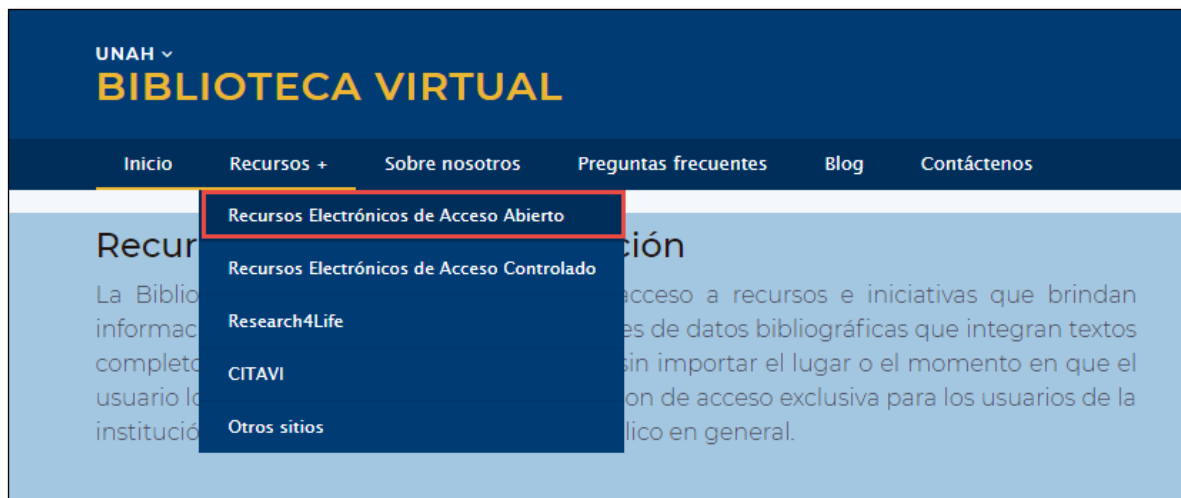 UNAH
BIBLIOTECA VIRTUAL
Inicio Recursos + Sobre nosotros Preguntas frecuentes Blog Contáctenos
Recursos Electrónicos de Acceso Abierto
Recursos Electrónicos de Acceso Controlado
Research4Life
CITAVI
Otros sitios
Recur ción
La Biblio acceso a recursos e iniciativas que brindan
informac es de datos bibliográficas que integran textos
completo sin importar el lugar o el momento en que el
usuario lo on de acceso exclusiva para los usuarios de la
institució lico en general.